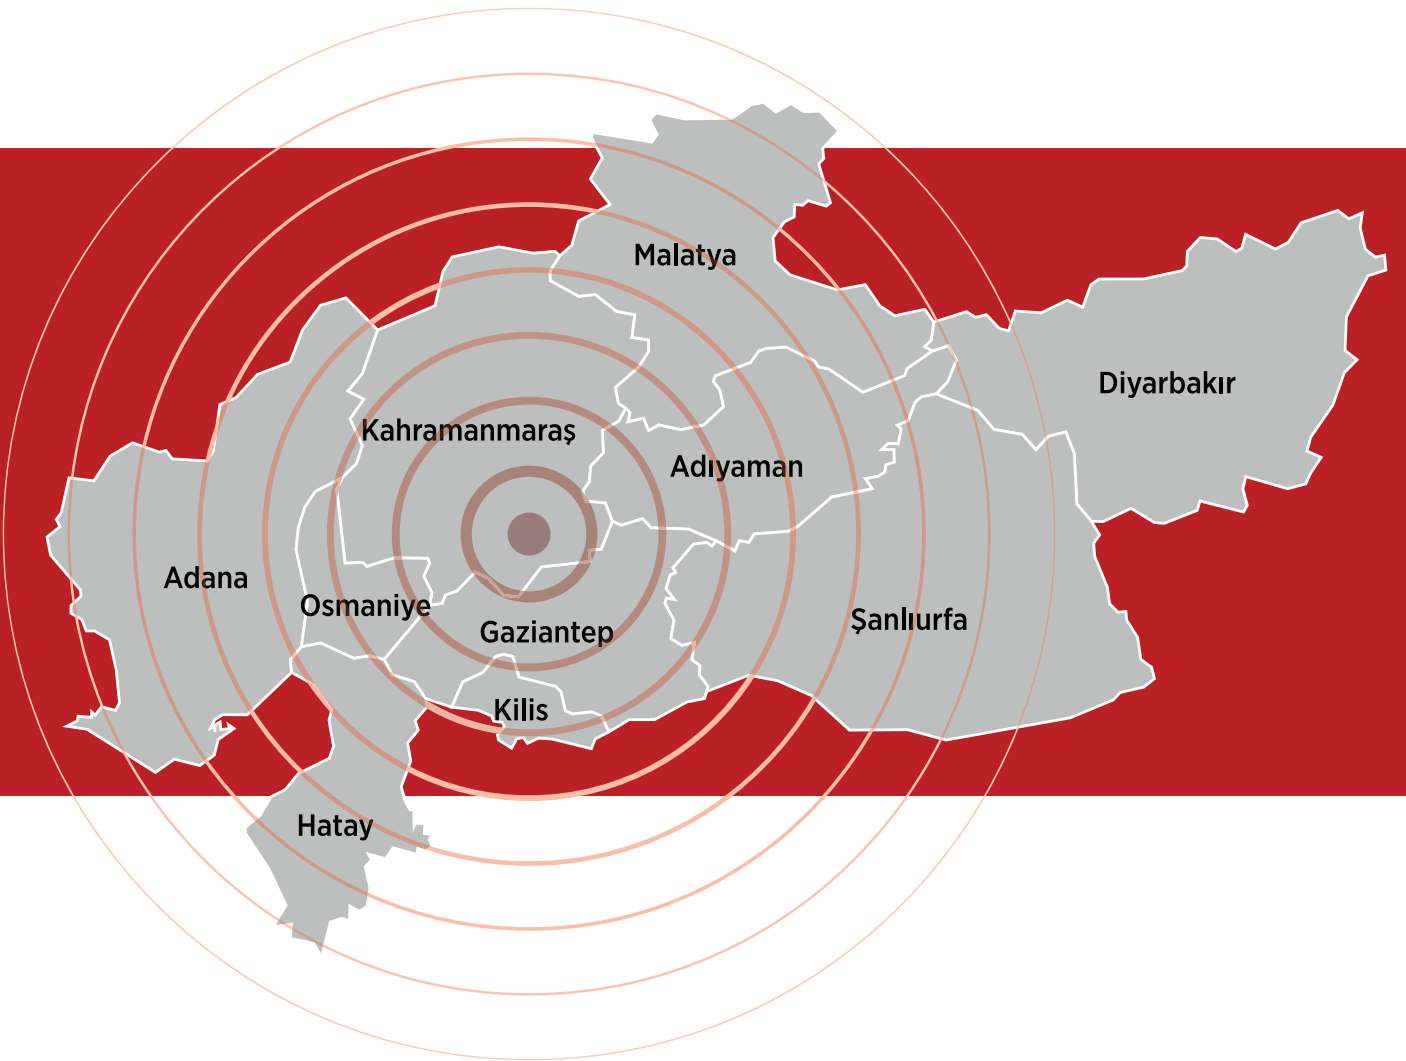 Malatya
Diyarbakır
Kahramanmaraş
Adıyaman
Adana
Osmaniye
Şanlıurfa
Gaziantep
Kilis
Hatay